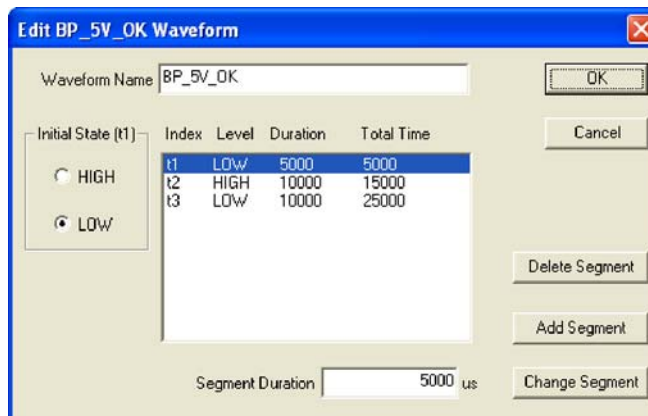 Edit BP_5V_OK Waveform
Waveform Name BP_5V_OK OK
Initial State (t1) Index Level Duration Total Time Cancel
t1 LOW 5000 5000
HIGH t2 HIGH 10000 15000
t3 LOW 10000 25000
LOW
Delete Segment
Add Segment
Segment Duration 5000 us Change Segment